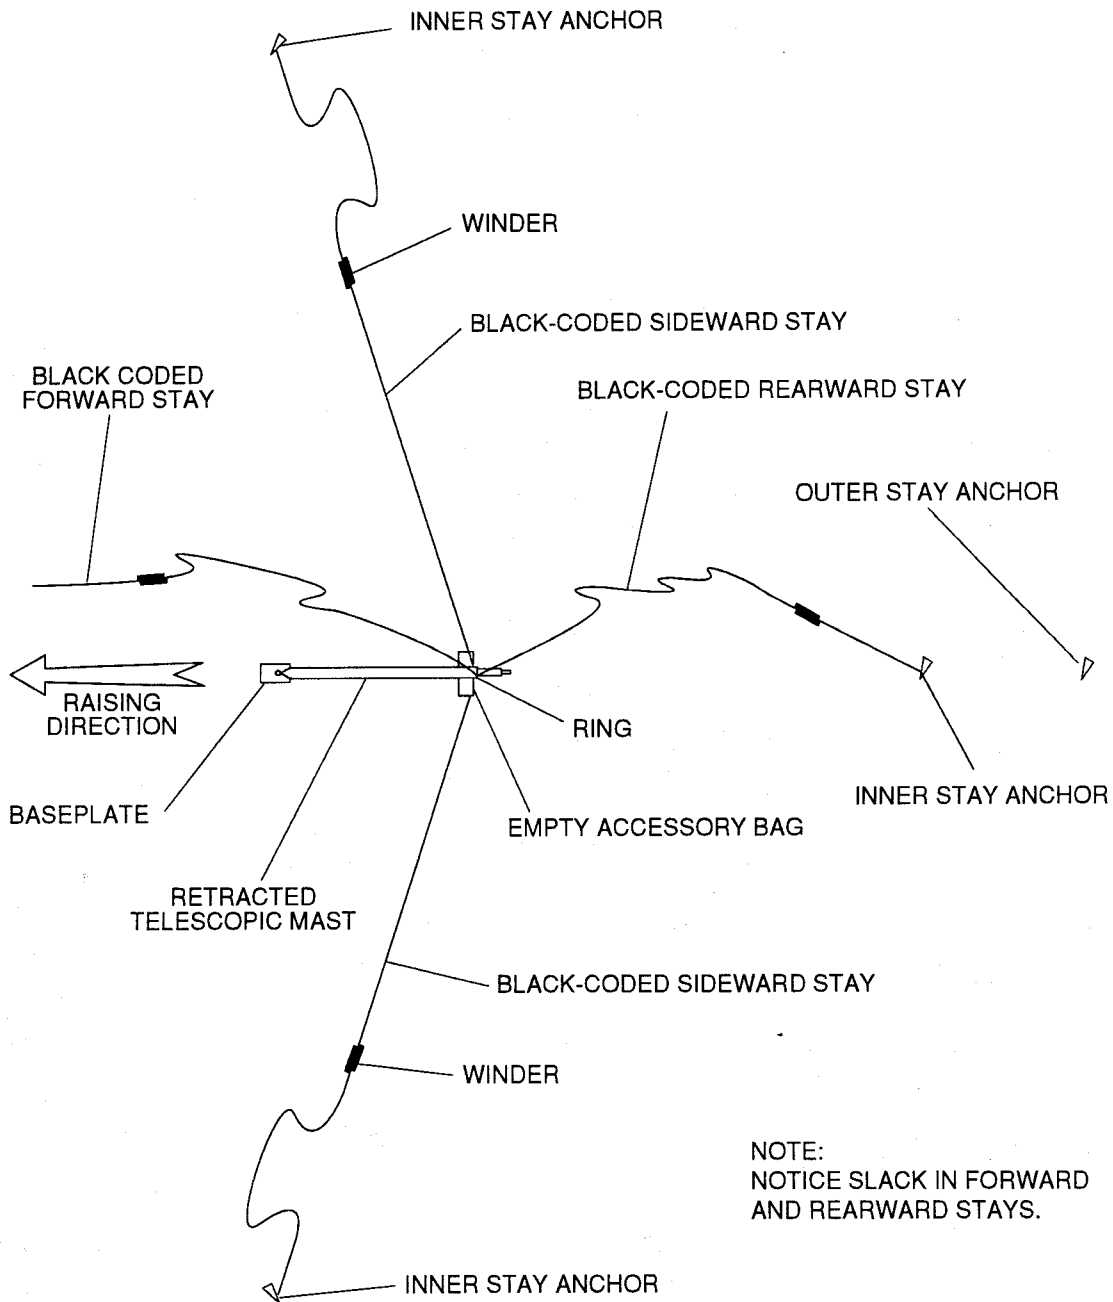 INNER STAY ANCHOR
WINDER
BLACK-CODED SIDEWARD STAY
BLACK CODED
FORWARD STAY
BLACK-CODED REARWARD STAY
OUTER STAY ANCHOR
RAISING
DIRECTION
RING
INNER STAY ANCHOR
BASEPLATE
EMPTY ACCESSORY BAG
RETRACTED
TELESCOPIC MAST
BLACK-CODED SIDEWARD STAY
WINDER
NOTE:
NOTICE SLACK IN FORWARD
AND REARWARD STAYS.
INNER STAY ANCHOR